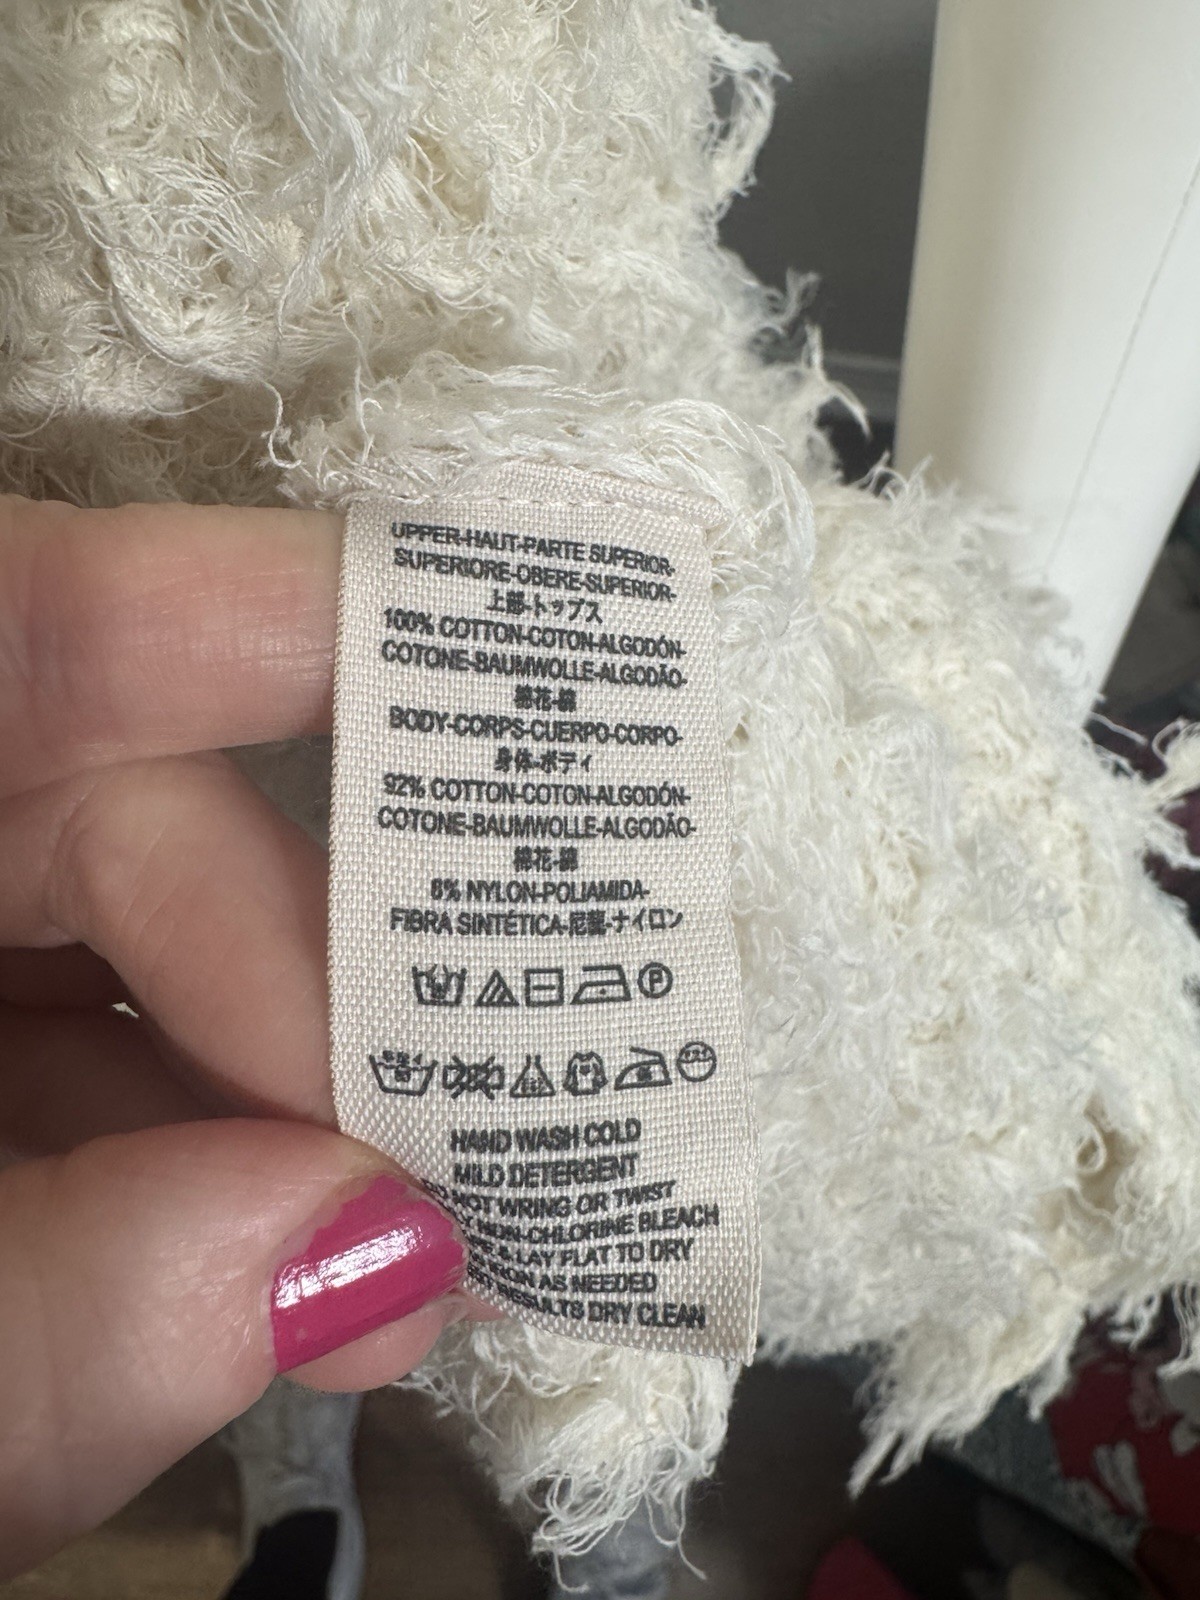 UPPER-HAUT-PARTE SUPERIOR-
SUPERIORE-OBERE-SUPERIOR-
上部-トップス
100% COTTON-COTON-ALGODÓN-
COTONE-BAUMWOLLE-ALGODÃO-
棉花-綿
BODY-CORPS-CUERPO-CORPO-
身体-ボディ
92% COTTON-COTON-ALGODÓN-
COTONE-BAUMWOLLE-ALGODÃO-
棉花-綿
8% NYLON-POLIAMIDA-
FIBRA SINTÉTICA-尼龍-ナイロン
P
HAND WASH COLD
MILD DETERGENT
NOT WRING OR TWIST
NON-CHLORINE BLEACH
& LAY FLAT TO DRY
IRON AS NEEDED
RESULTS DRY CLEAN